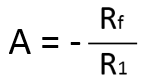 A = - Rf / R1